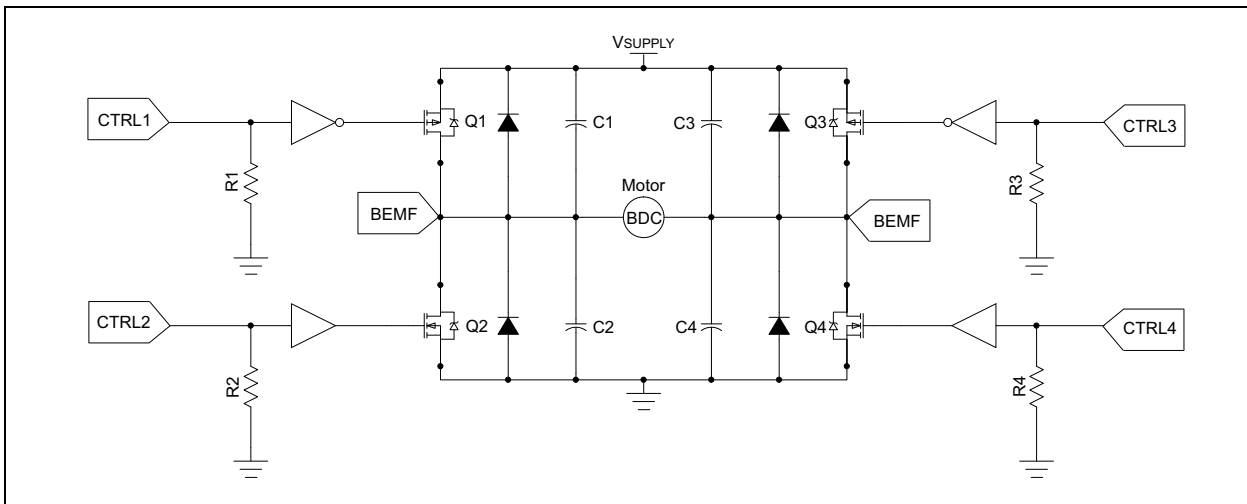 VSUPPLY
CTRL1
Q1
C1
C3
Q3
CTRL3
R1
R3
Motor
BEMF
BDC
BEMF
CTRL2
Q2
C2
C4
Q4
CTRL4
R2
R4